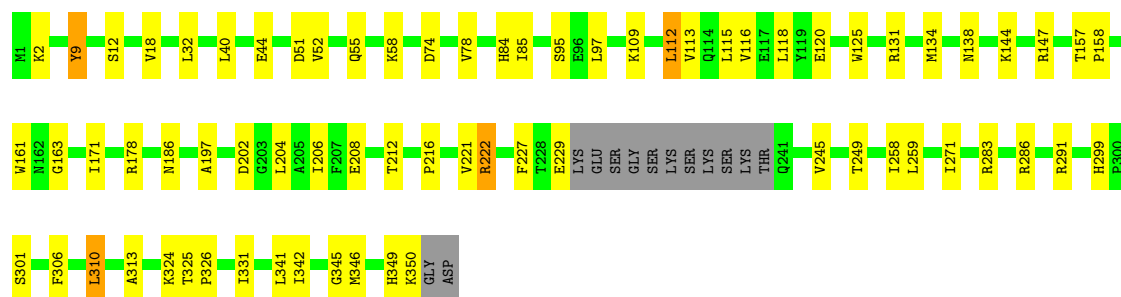 M1 K2 Y9 S12 V18 L32 L40 E44 D51 V52 Q55 K58 D74 V78 H84 I85 S95 E96 L97 K109 L112 V113 Q114 L115 V116 E117 L118 Y119 E120 W125 R131 M134 N138 K144 R147 T157 P158
W161 N162 G163 I171 R178 N186 A197 D202 G203 L204 A205 I206 F207 E208 T212 P216 V221 R222 F227 T228 E229 LYS GLU SER GLY SER LYS SER LYS SER LYS THR Q241 V245 T249 I258 L259 I271 R283 R286 R291 H299 P300
S301 F306 L310 A313 K324 T325 P326 I331 L341 I342 G345 M346 H349 K350 GLY ASP